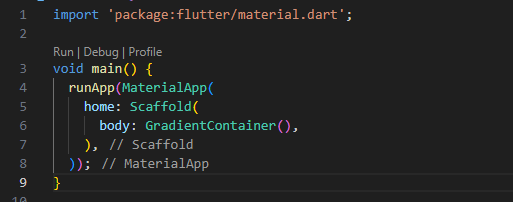 1 import 'package:flutter/material.dart';
2
Run | Debug | Profile
3 void main() {
4 runApp(MaterialApp(
5 home: Scaffold(
6 body: GradientContainer(),
7 ), // Scaffold
8 )); // MaterialApp
9 }